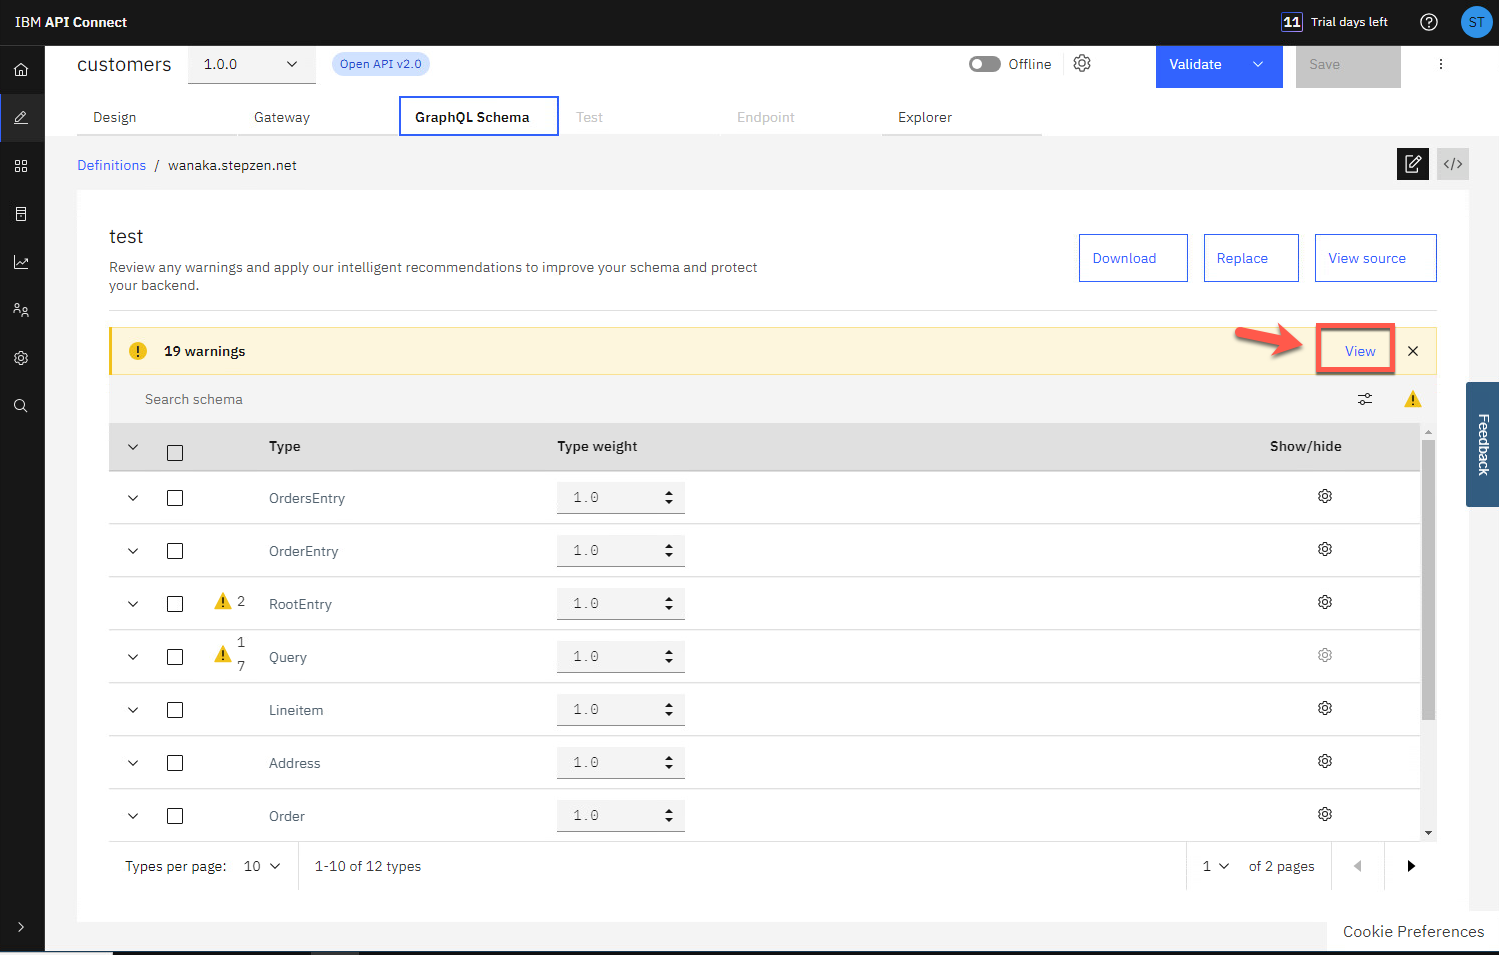 IBM API Connect
11 Trial days left
ST
customers
1.0.0
Open API v2.0
Offline
Validate
Save
Design
Gateway
GraphQL Schema
Test
Endpoint
Explorer
Definitions / wanaka.stepzen.net
</>
test
Review any warnings and apply our intelligent recommendations to improve your schema and protect
your backend.
Download
Replace
View source
19 warnings
View
Search schema
Type
Type weight
Show/hide
OrdersEntry
1.0
OrderEntry
1.0
2
RootEntry
1.0
1
7
Query
1.0
Lineitem
1.0
Address
1.0
Order
1.0
Types per page: 10
1-10 of 12 types
1
of 2 pages
Feedback
Cookie Preferences